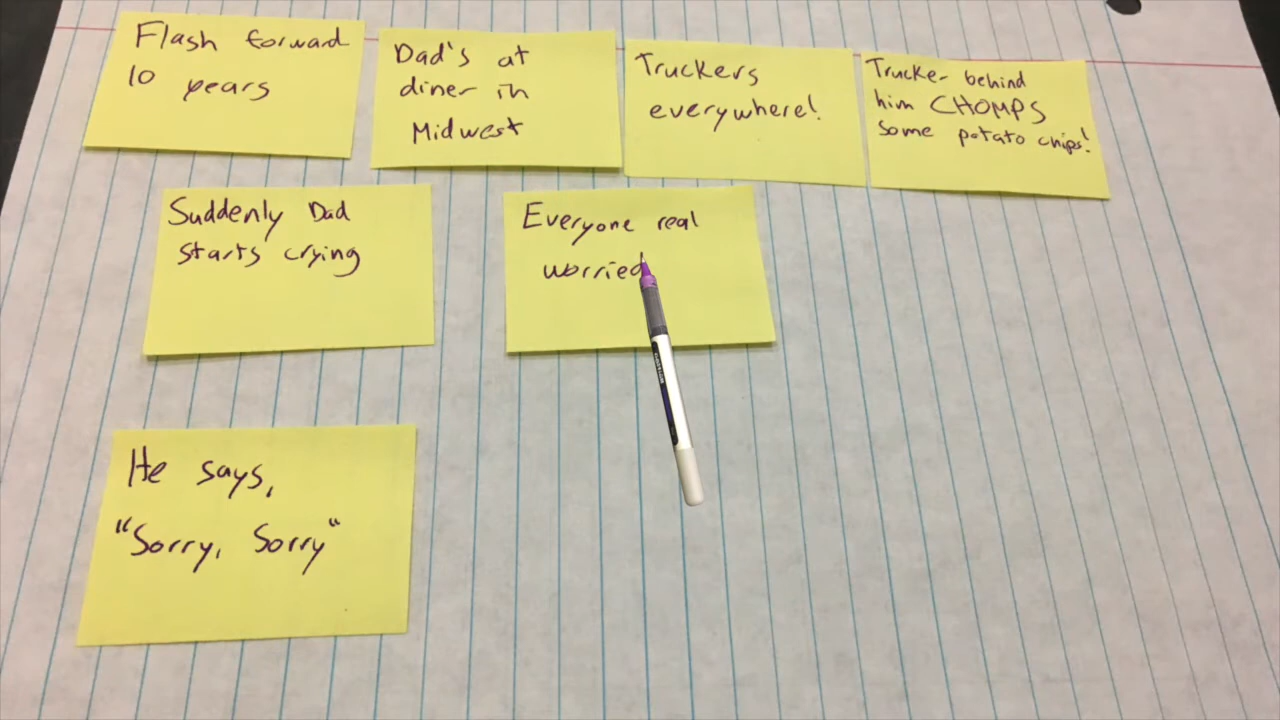 Flash forward
10 years
Dad's at
diner in
Midwest
Truckers
everywhere!
Trucker behind
him CHOMPS
some potato chips!
Suddenly Dad
starts crying
Everyone real
worried
He says,
"Sorry, Sorry"